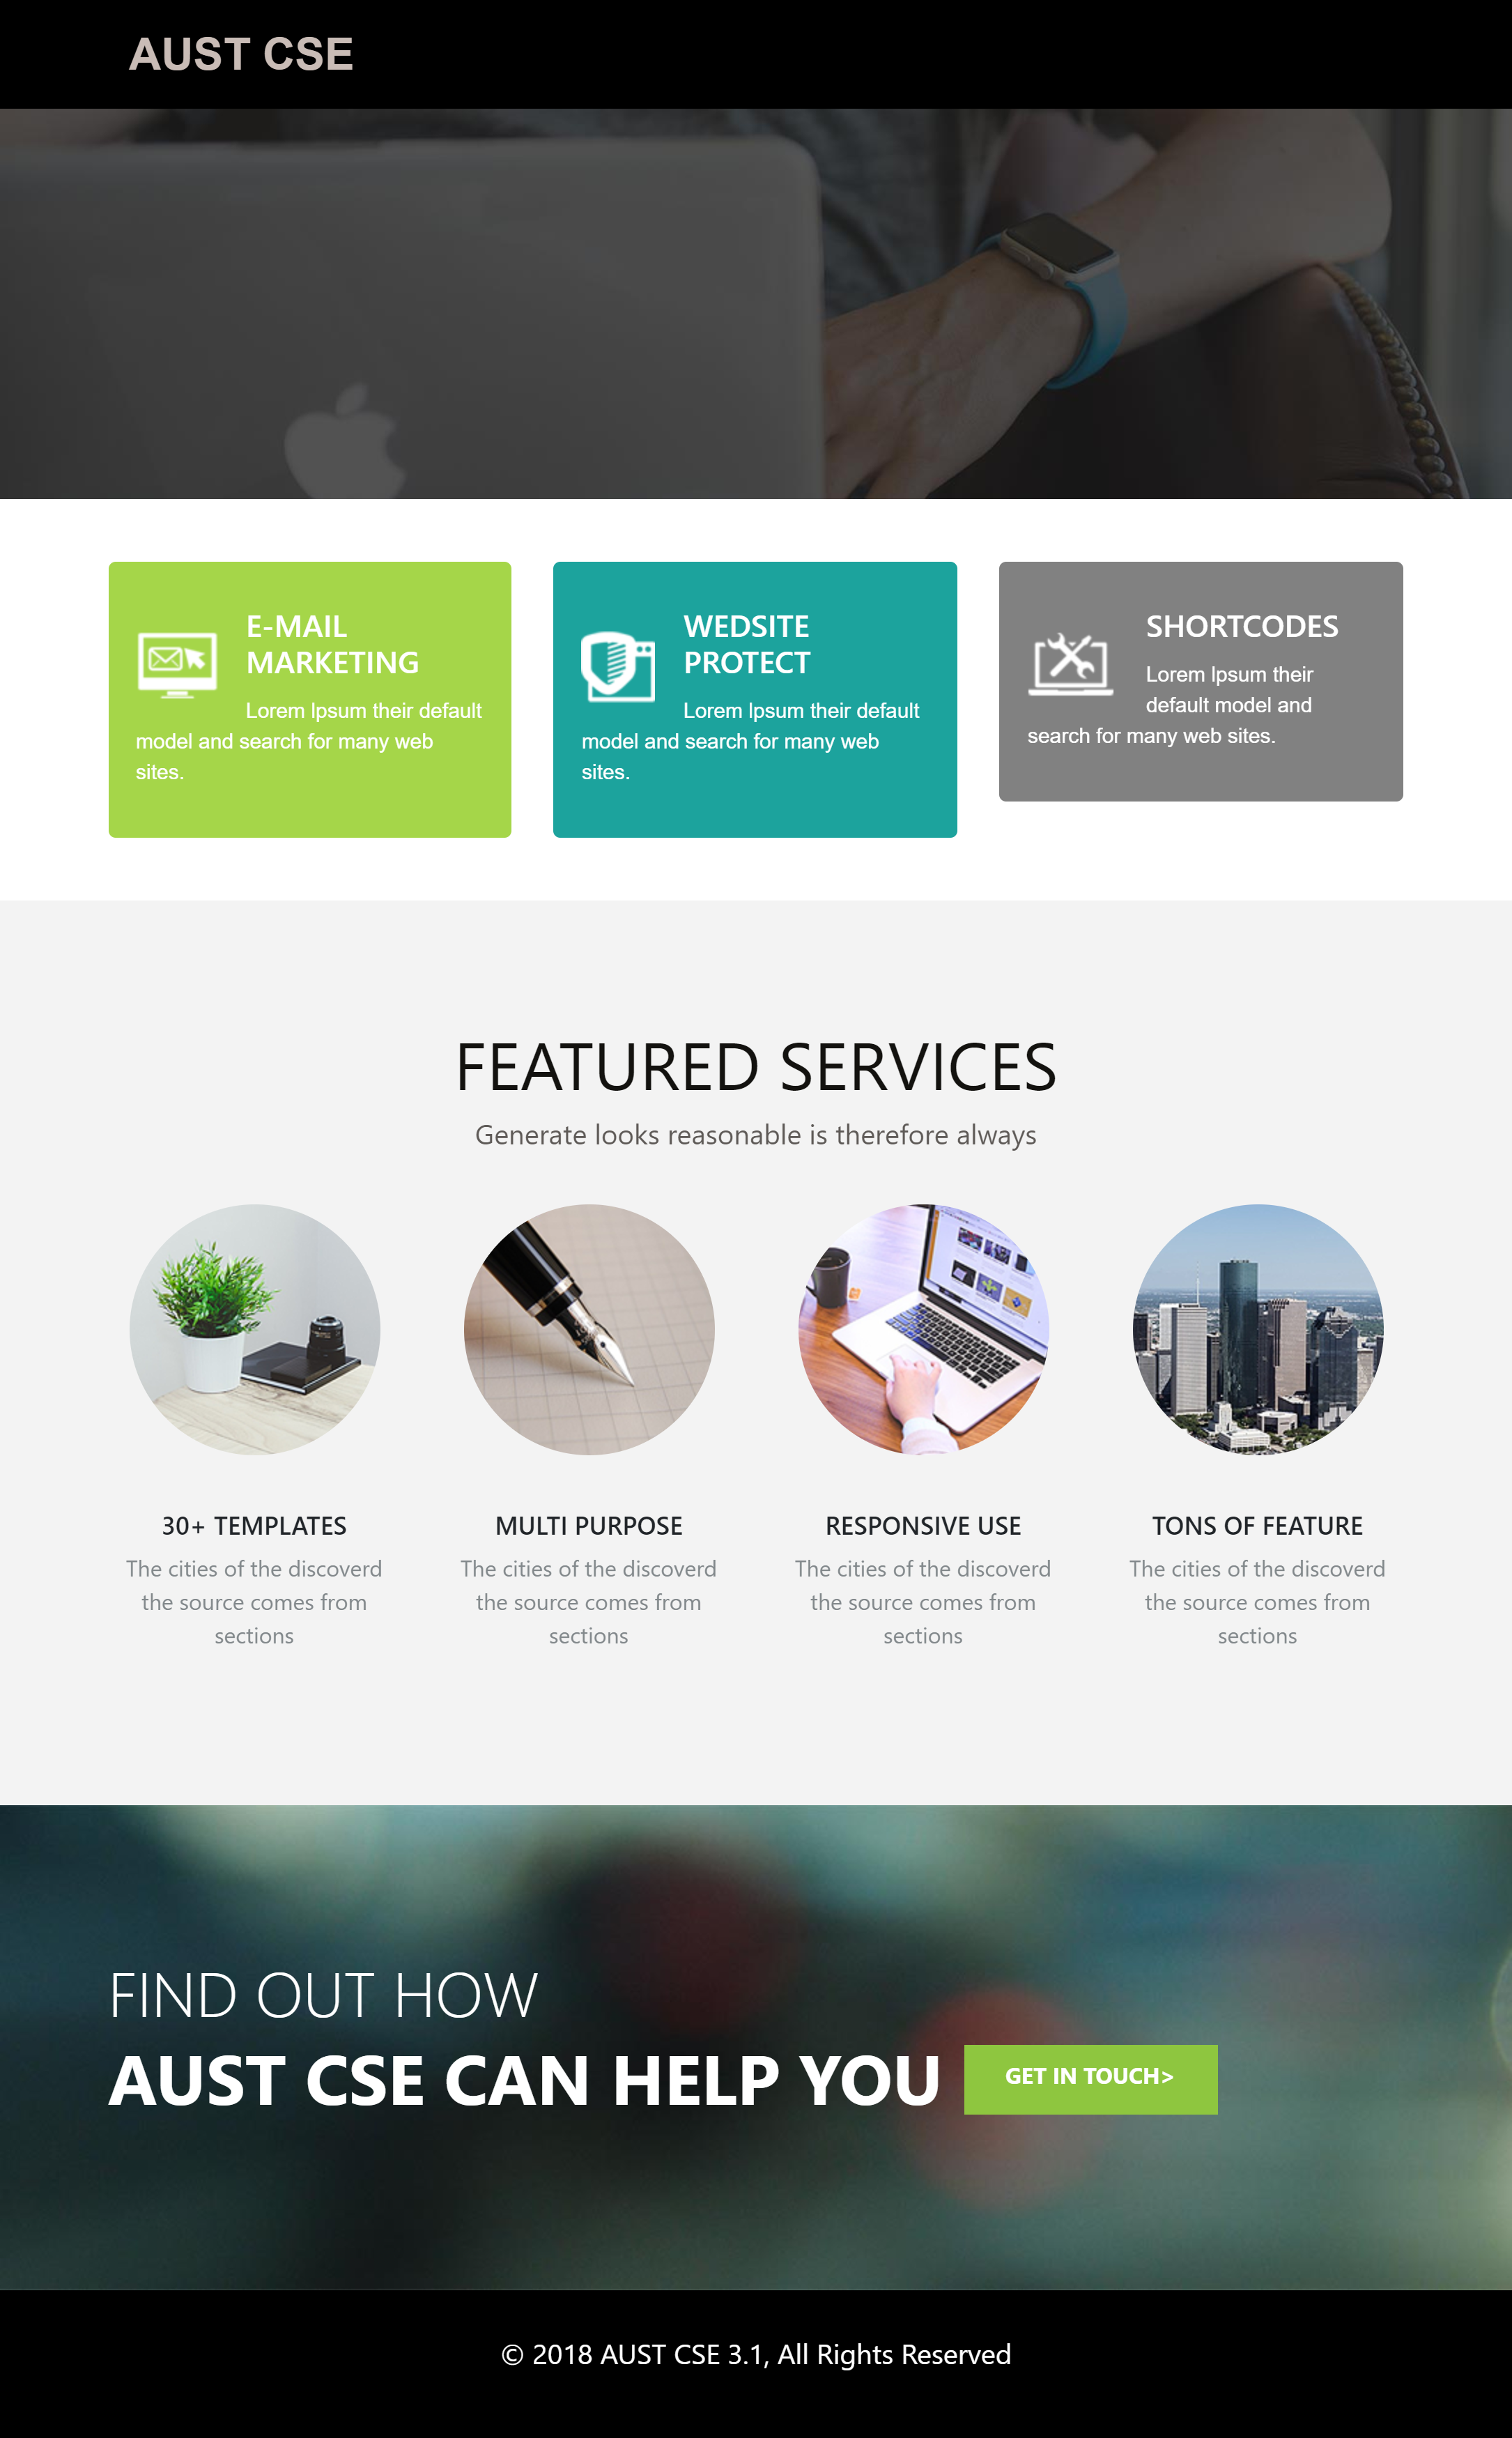 AUST CSE
E-MAIL
MARKETING
Lorem Ipsum their default
model and search for many web
sites.
WEDSITE
PROTECT
Lorem Ipsum their default
model and search for many web
sites.
SHORTCODES
Lorem Ipsum their
default model and
search for many web sites.
FEATURED SERVICES
Generate looks reasonable is therefore always
30+ TEMPLATES
The cities of the discoverd
the source comes from
sections
MULTI PURPOSE
The cities of the discoverd
the source comes from
sections
RESPONSIVE USE
The cities of the discoverd
the source comes from
sections
TONS OF FEATURE
The cities of the discoverd
the source comes from
sections
FIND OUT HOW
AUST CSE CAN HELP YOU
GET IN TOUCH>
© 2018 AUST CSE 3.1, All Rights Reserved